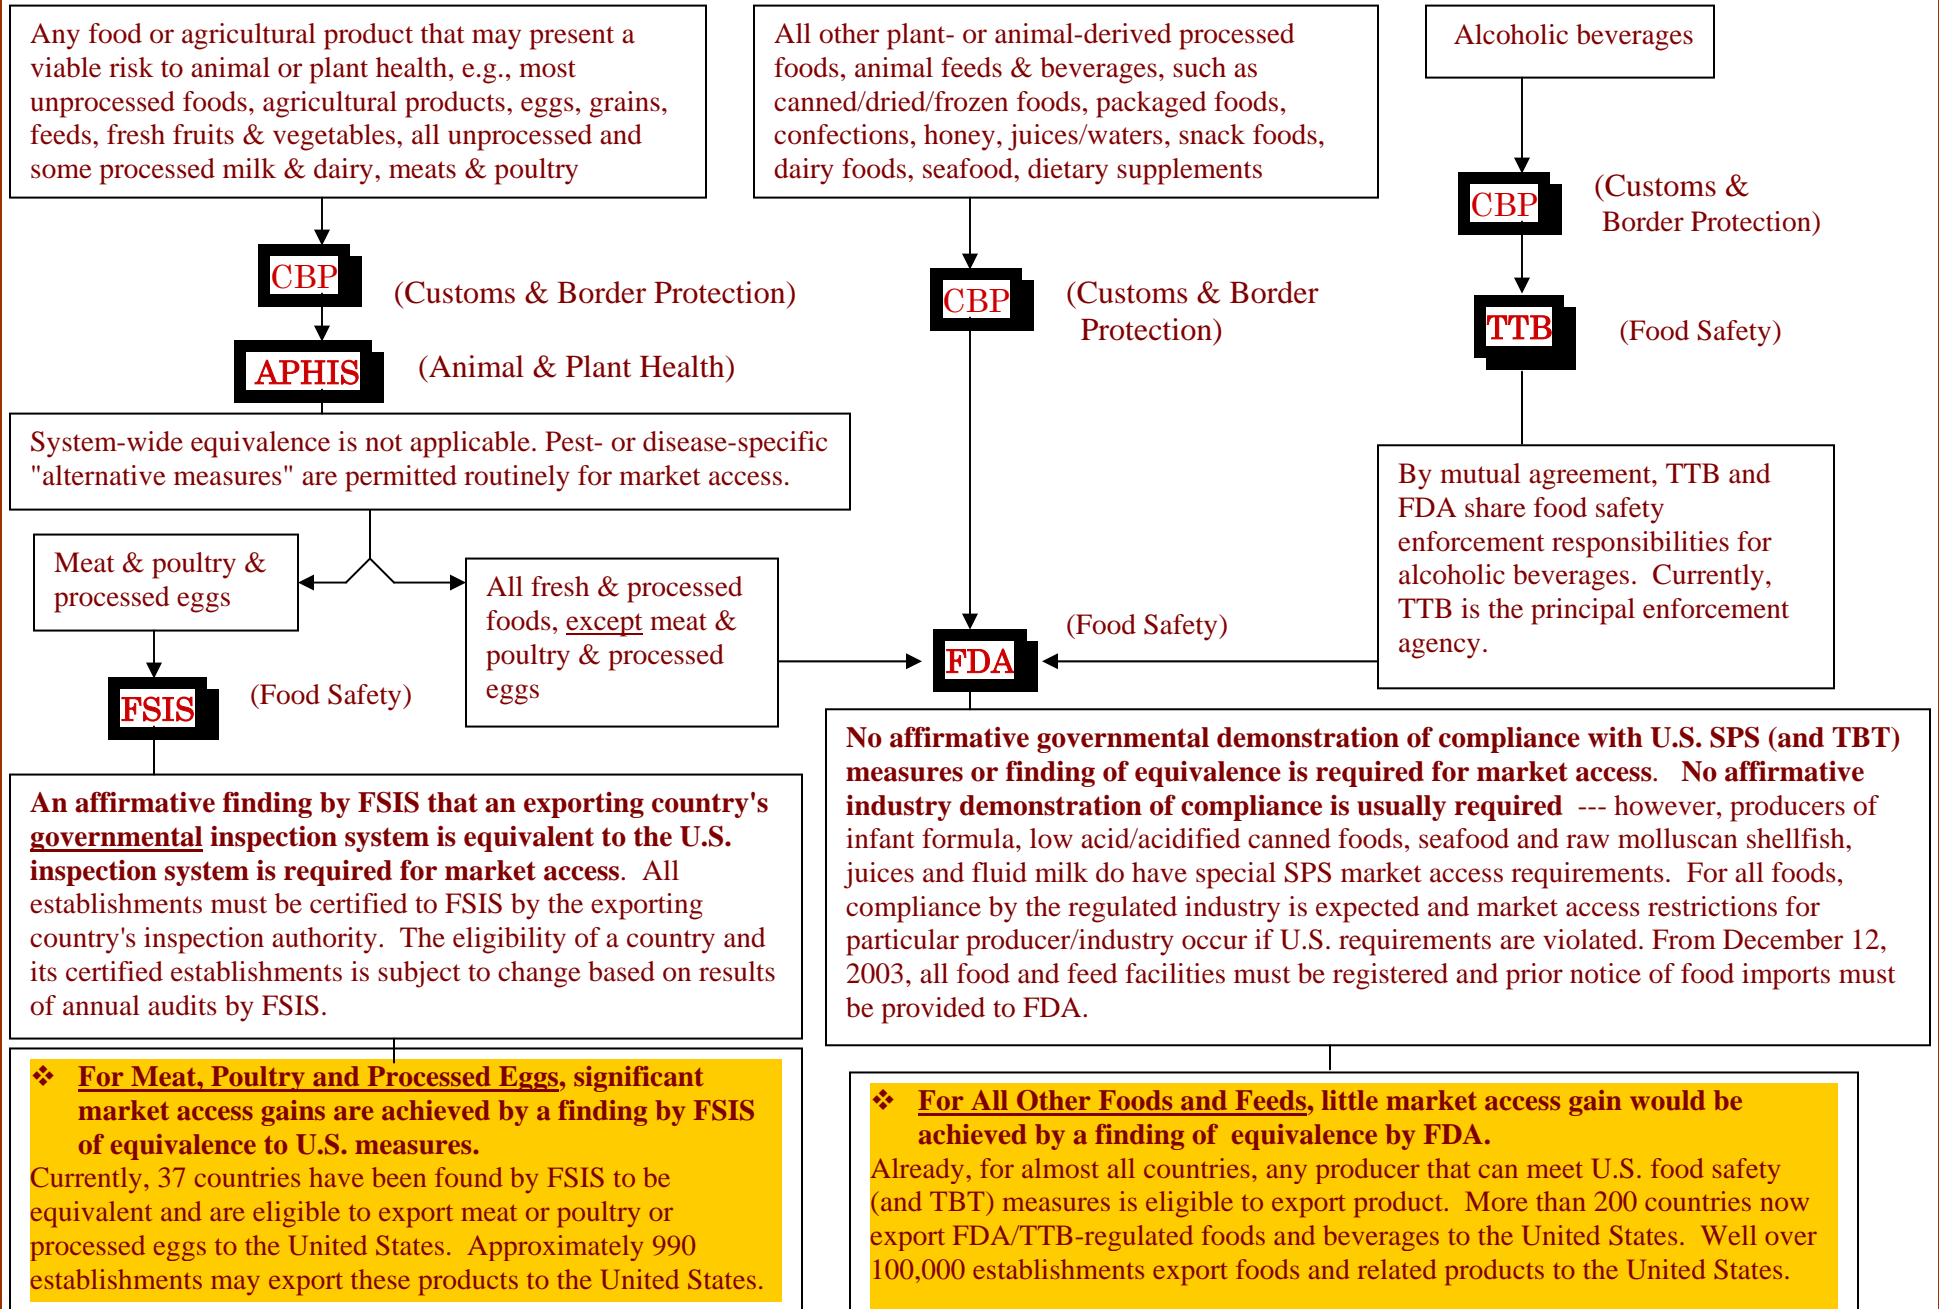 Any food or agricultural product that may present a
viable risk to animal or plant health, e.g., most
unprocessed foods, agricultural products, eggs, grains,
feeds, fresh fruits & vegetables, all unprocessed and
some processed milk & dairy, meats & poultry
All other plant- or animal-derived processed
foods, animal feeds & beverages, such as
canned/dried/frozen foods, packaged foods,
confections, honey, juices/waters, snack foods,
dairy foods, seafood, dietary supplements
Alcoholic beverages
CBP
(Customs & Border Protection)
CBP
(Customs & Border
Protection)
CBP
(Customs &
Border Protection)
APHIS
(Animal & Plant Health)
TTB
(Food Safety)
System-wide equivalence is not applicable. Pest- or disease-specific
"alternative measures" are permitted routinely for market access.
By mutual agreement, TTB and
FDA share food safety
enforcement responsibilities for
alcoholic beverages.  Currently,
TTB is the principal enforcement
agency.
Meat & poultry &
processed eggs
All fresh & processed
foods, except meat &
poultry & processed
eggs
FSIS
(Food Safety)
FDA
(Food Safety)
An affirmative finding by FSIS that an exporting country's
governmental inspection system is equivalent to the U.S.
inspection system is required for market access.  All
establishments must be certified to FSIS by the exporting
country's inspection authority.  The eligibility of a country and
its certified establishments is subject to change based on results
of annual audits by FSIS.
No affirmative governmental demonstration of compliance with U.S. SPS (and TBT)
measures or finding of equivalence is required for market access.  No affirmative
industry demonstration of compliance is usually required --- however, producers of
infant formula, low acid/acidified canned foods, seafood and raw molluscan shellfish,
juices and fluid milk do have special SPS market access requirements.  For all foods,
compliance by the regulated industry is expected and market access restrictions for
particular producer/industry occur if U.S. requirements are violated. From December 12,
2003, all food and feed facilities must be registered and prior notice of food imports must
be provided to FDA.
❖ For Meat, Poultry and Processed Eggs, significant
market access gains are achieved by a finding by FSIS
of equivalence to U.S. measures.
Currently, 37 countries have been found by FSIS to be
equivalent and are eligible to export meat or poultry or
processed eggs to the United States.  Approximately 990
establishments may export these products to the United States.
❖ For All Other Foods and Feeds, little market access gain would be
achieved by a finding of  equivalence by FDA.
Already, for almost all countries, any producer that can meet U.S. food safety
(and TBT) measures is eligible to export product.  More than 200 countries now
export FDA/TTB-regulated foods and beverages to the United States.  Well over
100,000 establishments export foods and related products to the United States.